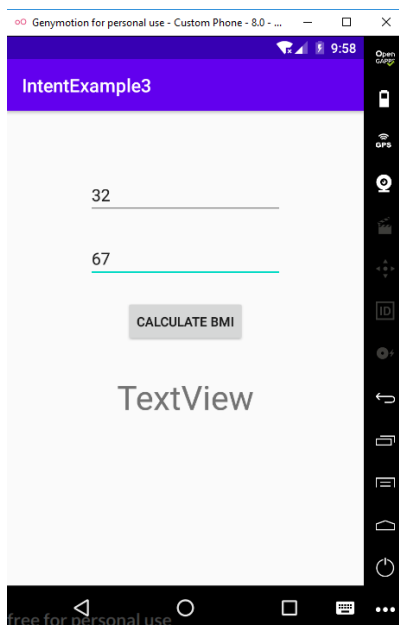 Genymotion for personal use - Custom Phone - 8.0 - ...
9:58
Open
GAPPS
IntentExample3
GPS
32
67
ID
CALCULATE BMI
TextView
free for personal use